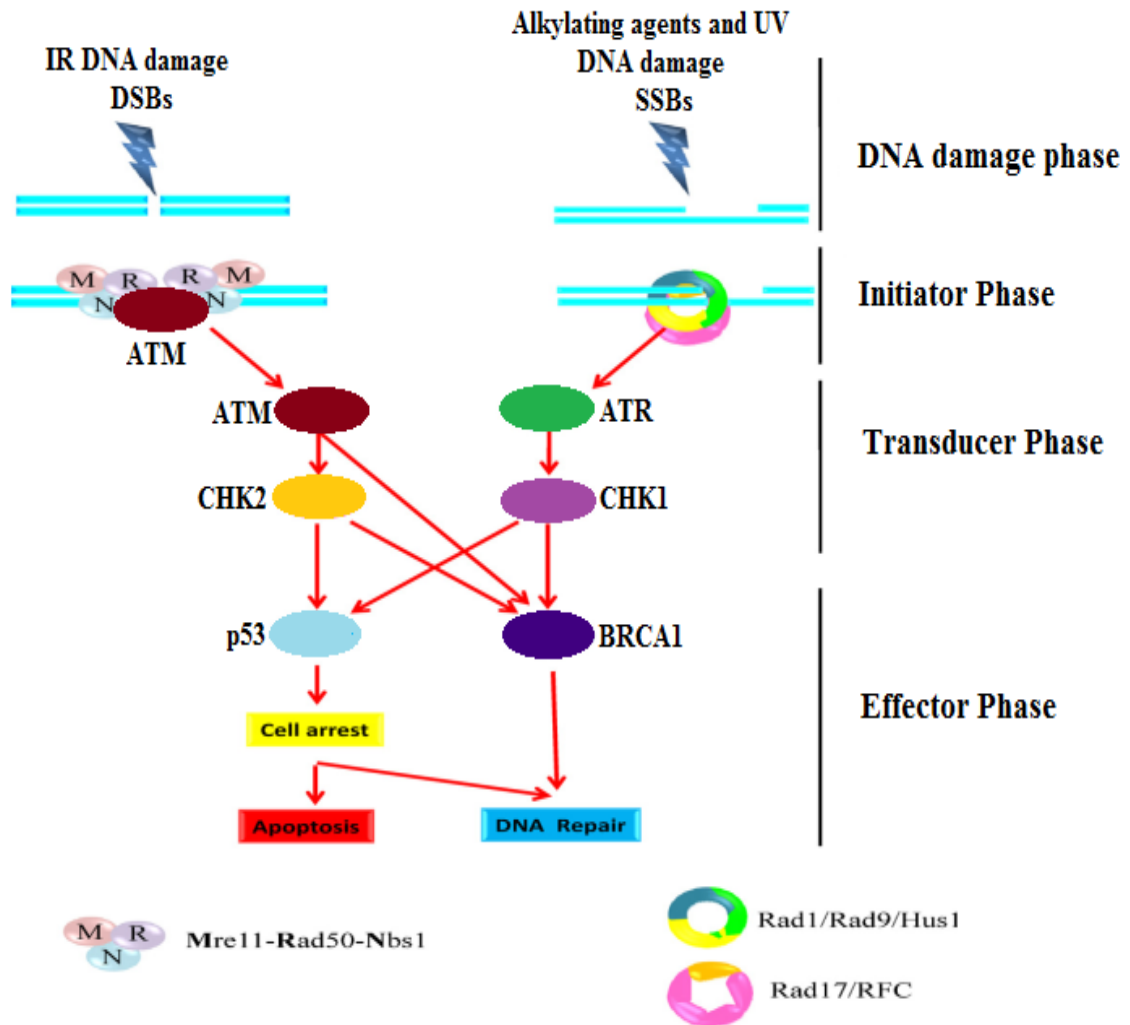 IR DNA damage
DSBs
Alkylating agents and UV
DNA damage
SSBs
DNA damage phase
M R R M
N N
ATM
Initiator Phase
ATM
ATR
Transducer Phase
CHK2
CHK1
p53
BRCA1
Effector Phase
Cell arrest
Apoptosis
DNA Repair
M R
N
Mre11-Rad50-Nbs1
Rad1/Rad9/Hus1
Rad17/RFC